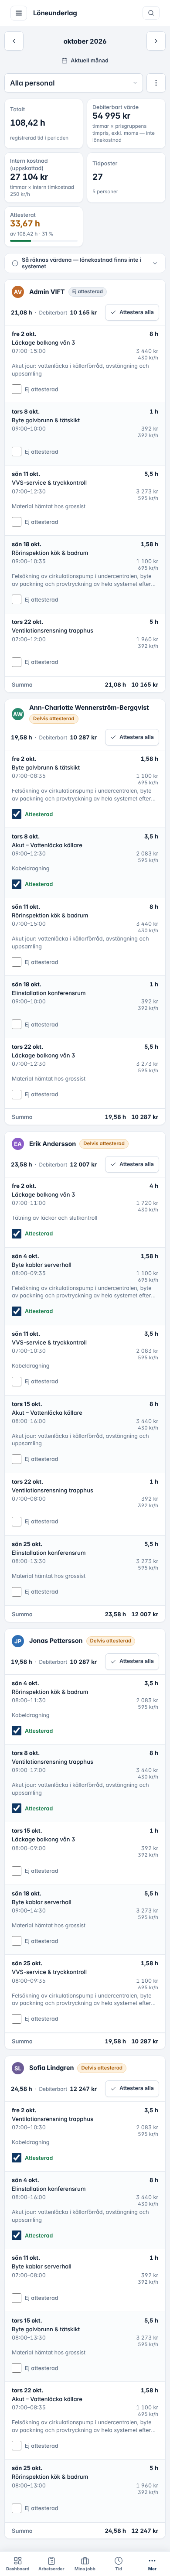 Löneunderlag
oktober 2026
Aktuell månad
Alla personal
Totalt
108,42 h
registrerad tid i perioden
Debiterbart värde
54 995 kr
timmar × prisgruppens
timpris, exkl. moms — inte
lönekostnad
Intern kostnad
(uppskattad)
27 104 kr
timmar × intern timkostnad
250 kr/h
Tidposter
27
5 personer
Attesterat
33,67 h
av 108,42 h · 31 %
Så räknas värdena — lönekostnad finns inte i
systemet
AV
Admin VIFT
Ej attesterad
21,08 h · Debiterbart 10 165 kr
Attestera alla
fre 2 okt.
8 h
Läckage balkong vån 3
07:00–15:00
3 440 kr
430 kr/h
Akut jour: vattenläcka i källarförråd, avstängning och
uppsamling
Ej attesterad
tors 8 okt.
1 h
Byte golvbrunn & tätskikt
09:00–10:00
392 kr
392 kr/h
Ej attesterad
sön 11 okt.
5,5 h
VVS-service & tryckkontroll
07:00–12:30
3 273 kr
595 kr/h
Material hämtat hos grossist
Ej attesterad
sön 18 okt.
1,58 h
Rörinspektion kök & badrum
09:00–10:35
1 100 kr
695 kr/h
Felsökning av cirkulationspump i undercentralen, byte
av packning och provtryckning av hela systemet efter…
Ej attesterad
tors 22 okt.
5 h
Ventilationsrensning trapphus
07:00–12:00
1 960 kr
392 kr/h
Ej attesterad
Summa
21,08 h 10 165 kr
AW
Ann-Charlotte Wennerström-Bergqvist
Delvis attesterad
19,58 h · Debiterbart 10 287 kr
Attestera alla
fre 2 okt.
1,58 h
Byte golvbrunn & tätskikt
07:00–08:35
1 100 kr
695 kr/h
Felsökning av cirkulationspump i undercentralen, byte
av packning och provtryckning av hela systemet efter…
Attesterad
tors 8 okt.
3,5 h
Akut – Vattenläcka källare
09:00–12:30
2 083 kr
595 kr/h
Kabeldragning
Attesterad
sön 11 okt.
8 h
Rörinspektion kök & badrum
07:00–15:00
3 440 kr
430 kr/h
Akut jour: vattenläcka i källarförråd, avstängning och
uppsamling
Ej attesterad
sön 18 okt.
1 h
Elinstallation konferensrum
09:00–10:00
392 kr
392 kr/h
Ej attesterad
tors 22 okt.
5,5 h
Läckage balkong vån 3
07:00–12:30
3 273 kr
595 kr/h
Material hämtat hos grossist
Ej attesterad
Summa
19,58 h 10 287 kr
EA
Erik Andersson
Delvis attesterad
23,58 h · Debiterbart 12 007 kr
Attestera alla
fre 2 okt.
4 h
Läckage balkong vån 3
07:00–11:00
1 720 kr
430 kr/h
Tätning av läckor och slutkontroll
Attesterad
sön 4 okt.
1,58 h
Byte kablar serverhall
08:00–09:35
1 100 kr
695 kr/h
Felsökning av cirkulationspump i undercentralen, byte
av packning och provtryckning av hela systemet efter…
Attesterad
sön 11 okt.
3,5 h
VVS-service & tryckkontroll
07:00–10:30
2 083 kr
595 kr/h
Kabeldragning
Ej attesterad
tors 15 okt.
8 h
Akut – Vattenläcka källare
08:00–16:00
3 440 kr
430 kr/h
Akut jour: vattenläcka i källarförråd, avstängning och
uppsamling
Ej attesterad
tors 22 okt.
1 h
Ventilationsrensning trapphus
07:00–08:00
392 kr
392 kr/h
Ej attesterad
sön 25 okt.
5,5 h
Elinstallation konferensrum
08:00–13:30
3 273 kr
595 kr/h
Material hämtat hos grossist
Ej attesterad
Summa
23,58 h 12 007 kr
JP
Jonas Pettersson
Delvis attesterad
19,58 h · Debiterbart 10 287 kr
Attestera alla
sön 4 okt.
3,5 h
Rörinspektion kök & badrum
08:00–11:30
2 083 kr
595 kr/h
Kabeldragning
Attesterad
tors 8 okt.
8 h
Ventilationsrensning trapphus
09:00–17:00
3 440 kr
430 kr/h
Akut jour: vattenläcka i källarförråd, avstängning och
uppsamling
Attesterad
tors 15 okt.
1 h
Läckage balkong vån 3
08:00–09:00
392 kr
392 kr/h
Ej attesterad
sön 18 okt.
5,5 h
Byte kablar serverhall
09:00–14:30
3 273 kr
595 kr/h
Material hämtat hos grossist
Ej attesterad
sön 25 okt.
1,58 h
VVS-service & tryckkontroll
08:00–09:35
1 100 kr
695 kr/h
Felsökning av cirkulationspump i undercentralen, byte
av packning och provtryckning av hela systemet efter…
Ej attesterad
Summa
19,58 h 10 287 kr
SL
Sofia Lindgren
Delvis attesterad
24,58 h · Debiterbart 12 247 kr
Attestera alla
fre 2 okt.
3,5 h
Ventilationsrensning trapphus
07:00–10:30
2 083 kr
595 kr/h
Kabeldragning
Attesterad
sön 4 okt.
8 h
Elinstallation konferensrum
08:00–16:00
3 440 kr
430 kr/h
Akut jour: vattenläcka i källarförråd, avstängning och
uppsamling
Attesterad
sön 11 okt.
1 h
Byte kablar serverhall
07:00–08:00
392 kr
392 kr/h
Ej attesterad
tors 15 okt.
5,5 h
Byte golvbrunn & tätskikt
08:00–13:30
3 273 kr
595 kr/h
Material hämtat hos grossist
Ej attesterad
tors 22 okt.
1,58 h
Akut – Vattenläcka källare
07:00–08:35
1 100 kr
695 kr/h
Felsökning av cirkulationspump i undercentralen, byte
av packning och provtryckning av hela systemet efter…
Ej attesterad
sön 25 okt.
5 h
Rörinspektion kök & badrum
08:00–13:00
1 960 kr
392 kr/h
Ej attesterad
Summa
24,58 h 12 247 kr
Dashboard
Arbetsorder
Mina jobb
Tid
Mer